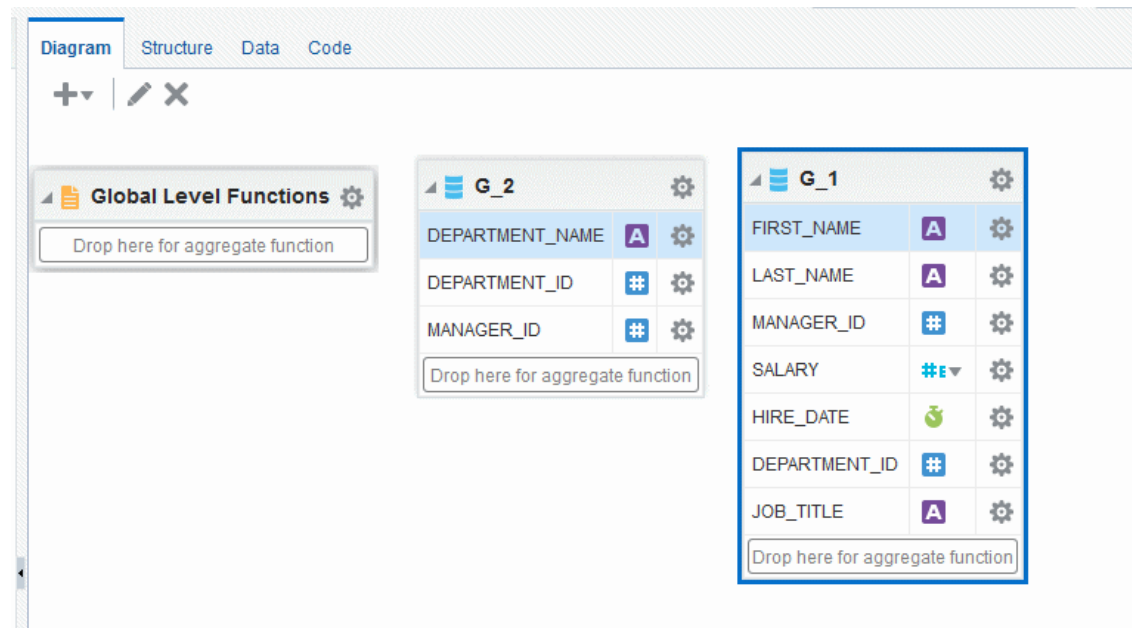 Diagram Structure Data Code
Global Level Functions
Drop here for aggregate function
G_2
DEPARTMENT_NAME A
DEPARTMENT_ID #
MANAGER_ID #
Drop here for aggregate function
G_1
FIRST_NAME A
LAST_NAME A
MANAGER_ID #
SALARY #E
HIRE_DATE
DEPARTMENT_ID #
JOB_TITLE A
Drop here for aggregate function